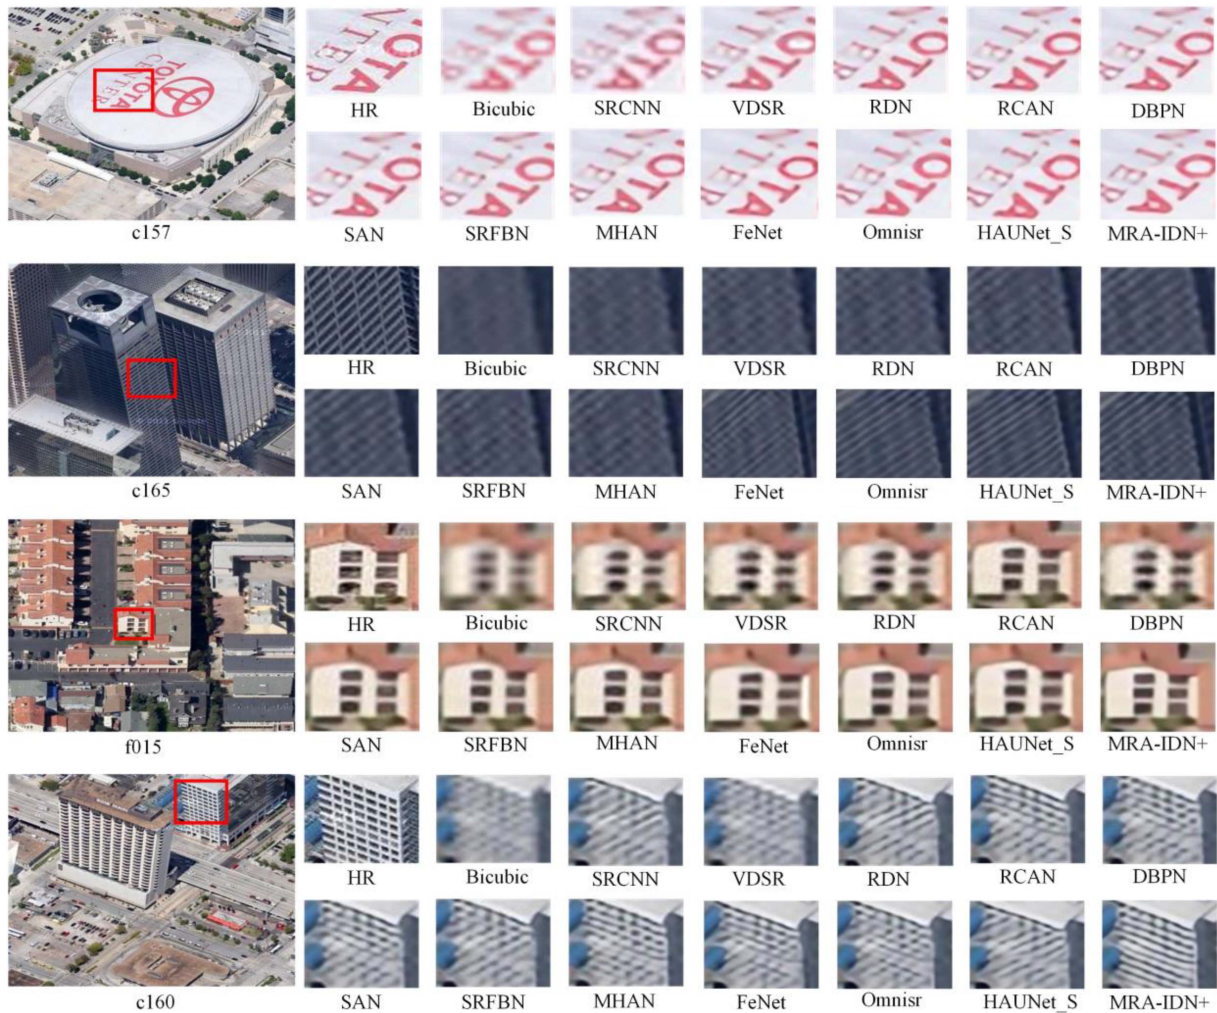 TOYOTA
CENTER
HR Bicubic SRCNN VDSR RDN RCAN DBPN
c157 SAN SRFBN MHAN FeNet Omnisr HAUNet_S MRA-IDN+
HR Bicubic SRCNN VDSR RDN RCAN DBPN
c165 SAN SRFBN MHAN FeNet Omnisr HAUNet_S MRA-IDN+
HR Bicubic SRCNN VDSR RDN RCAN DBPN
f015 SAN SRFBN MHAN FeNet Omnisr HAUNet_S MRA-IDN+
HR Bicubic SRCNN VDSR RDN RCAN DBPN
c160 SAN SRFBN MHAN FeNet Omnisr HAUNet_S MRA-IDN+